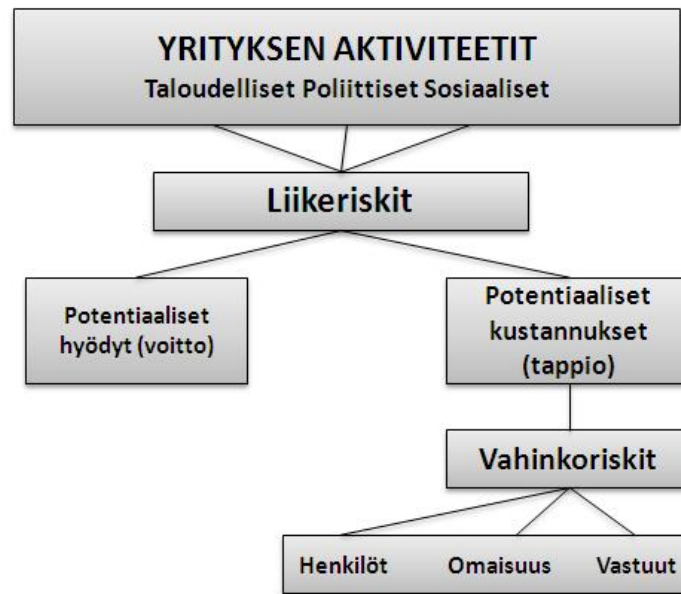 YRITYKSEN AKTIVITEETIT
Taloudelliset Poliittiset Sosiaaliset
Liikeriskit
Potentiaaliset
hyödyt (voitto)
Potentiaaliset
kustannukset
(tappio)
Vahinkoriskit
Henkilöt Omaisuus Vastuut